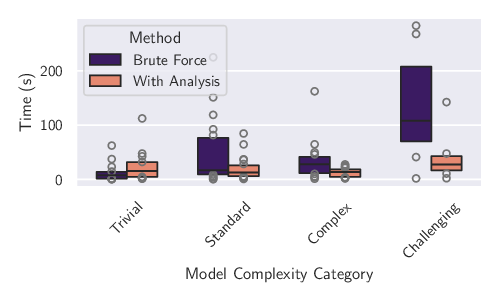 Method
Brute Force
With Analysis
Time (s)
200
100
0
Trivial
Standard
Complex
Challenging
Model Complexity Category